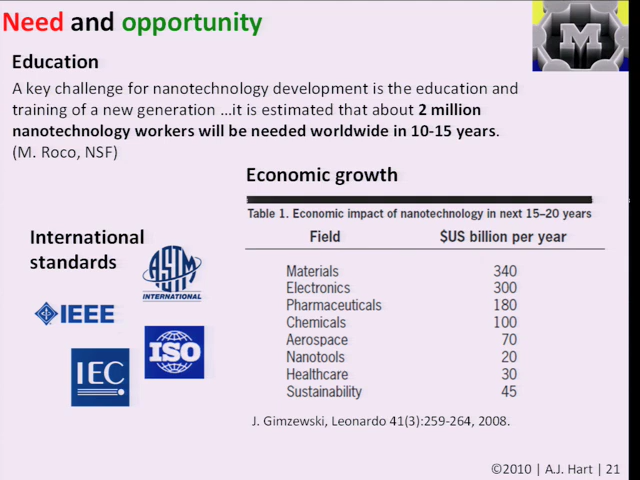 Need and opportunity
M
Education
A key challenge for nanotechnology development is the education and
training of a new generation ...it is estimated that about 2 million
nanotechnology workers will be needed worldwide in 10-15 years.
(M. Roco, NSF)
Economic growth
Table 1. Economic impact of nanotechnology in next 15–20 years
Field $US billion per year
Materials 340
Electronics 300
Pharmaceuticals 180
Chemicals 100
Aerospace 70
Nanotools 20
Healthcare 30
Sustainability 45
J. Gimzewski, Leonardo 41(3):259-264, 2008.
International
standards
ASTM
INTERNATIONAL
IEEE
ISO
IEC
©2010 | A.J. Hart | 21